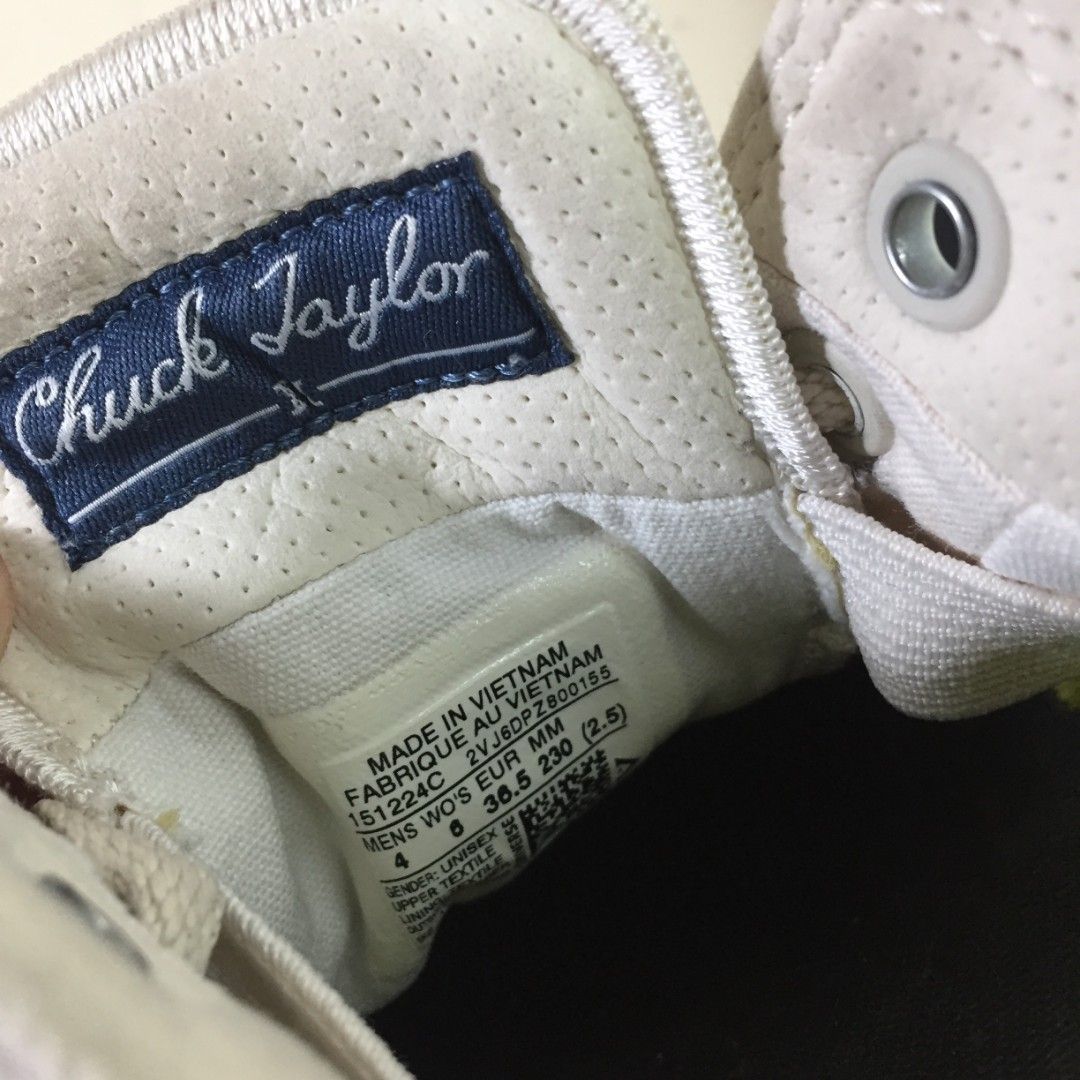 Chuck Taylor
II
MADE IN VIETNAM
FABRIQUE AU VIETNAM
151224C 2VJ6DPZ800155
MENS WO'S EUR MM
4 6 36.5 230 (2.5)
GENDER: UNISEX
UPPER TEXTILE